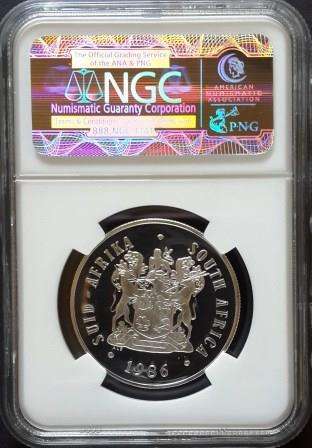 The Official Grading Service
of the ANA & PNG
NGC
Numismatic Guaranty Corporation
AMERICAN
NUMISMATIC
ASSOCIATION
PNG
SUID-AFRIKA · SOUTH AFRICA
1986